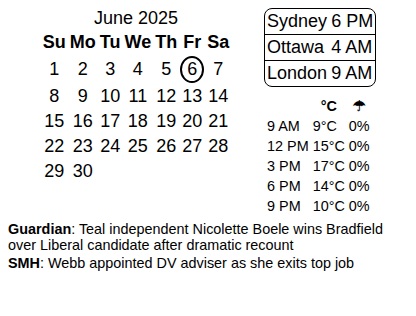 June 2025
Su Mo Tu We Th Fr Sa
1 2 3 4 5 6 7
8 9 10 11 12 13 14
15 16 17 18 19 20 21
22 23 24 25 26 27 28
29 30
Sydney 6 PM
Ottawa 4 AM
London 9 AM
°C ☂
9 AM 9°C 0%
12 PM 15°C 0%
3 PM 17°C 0%
6 PM 14°C 0%
9 PM 10°C 0%
Guardian: Teal independent Nicolette Boele wins Bradfield
over Liberal candidate after dramatic recount
SMH: Webb appointed DV adviser as she exits top job